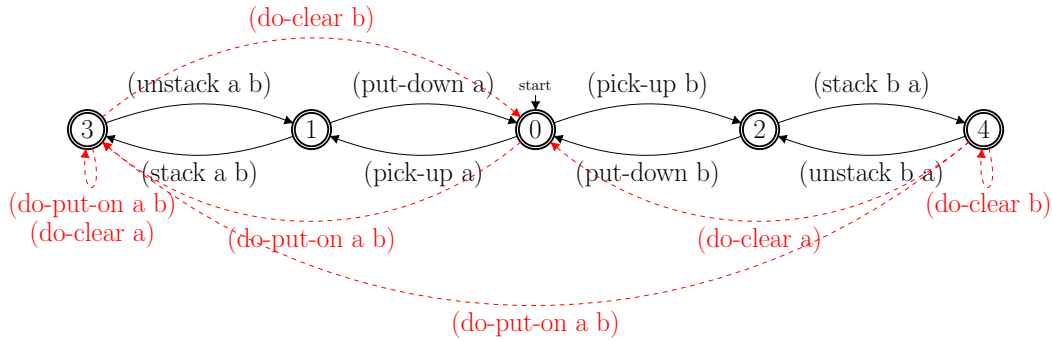 (do-clear b)
(unstack a b)
(put-down a)
start
(pick-up b)
(stack b a)
3
1
0
2
4
(stack a b)
(pick-up a)
(put-down b)
(unstack b a)
(do-put-on a b)
(do-clear a)
(do-put-on a b)
(do-clear a)
(do-clear b)
(do-put-on a b)